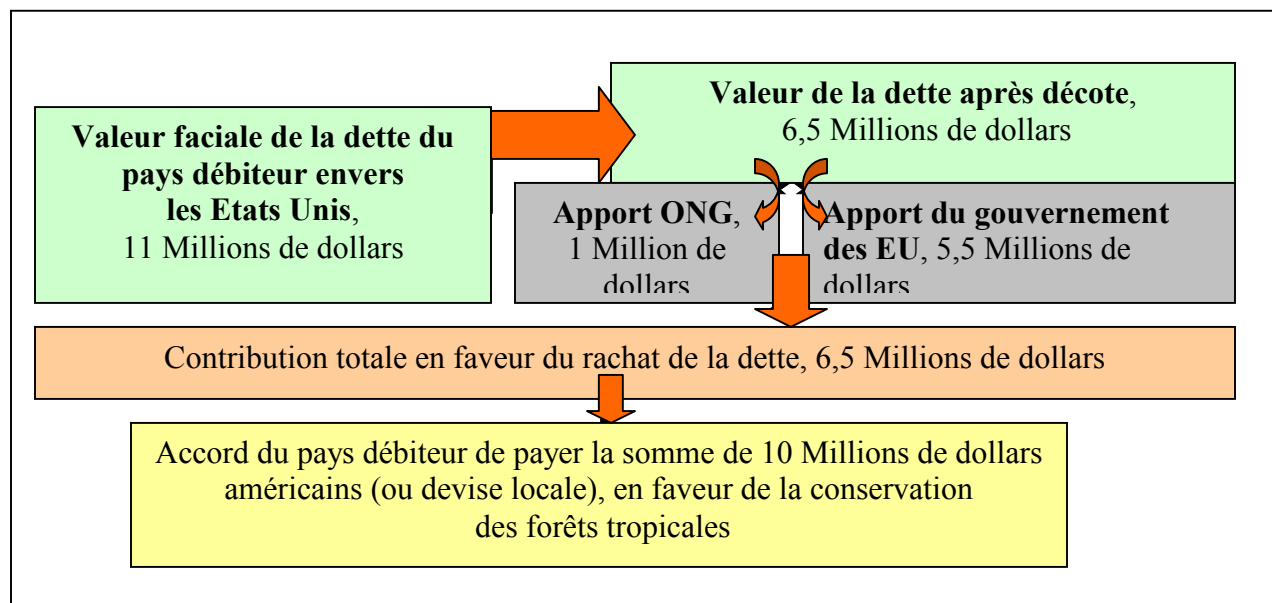 Valeur faciale de la dette du
pays débiteur envers
les Etats Unis,
11 Millions de dollars
Valeur de la dette après décote,
6,5 Millions de dollars
Apport ONG,
1 Million de
dollars
Apport du gouvernement
des EU, 5,5 Millions de
dollars
Contribution totale en faveur du rachat de la dette, 6,5 Millions de dollars
Accord du pays débiteur de payer la somme de 10 Millions de dollars
américains (ou devise locale), en faveur de la conservation
des forêts tropicales